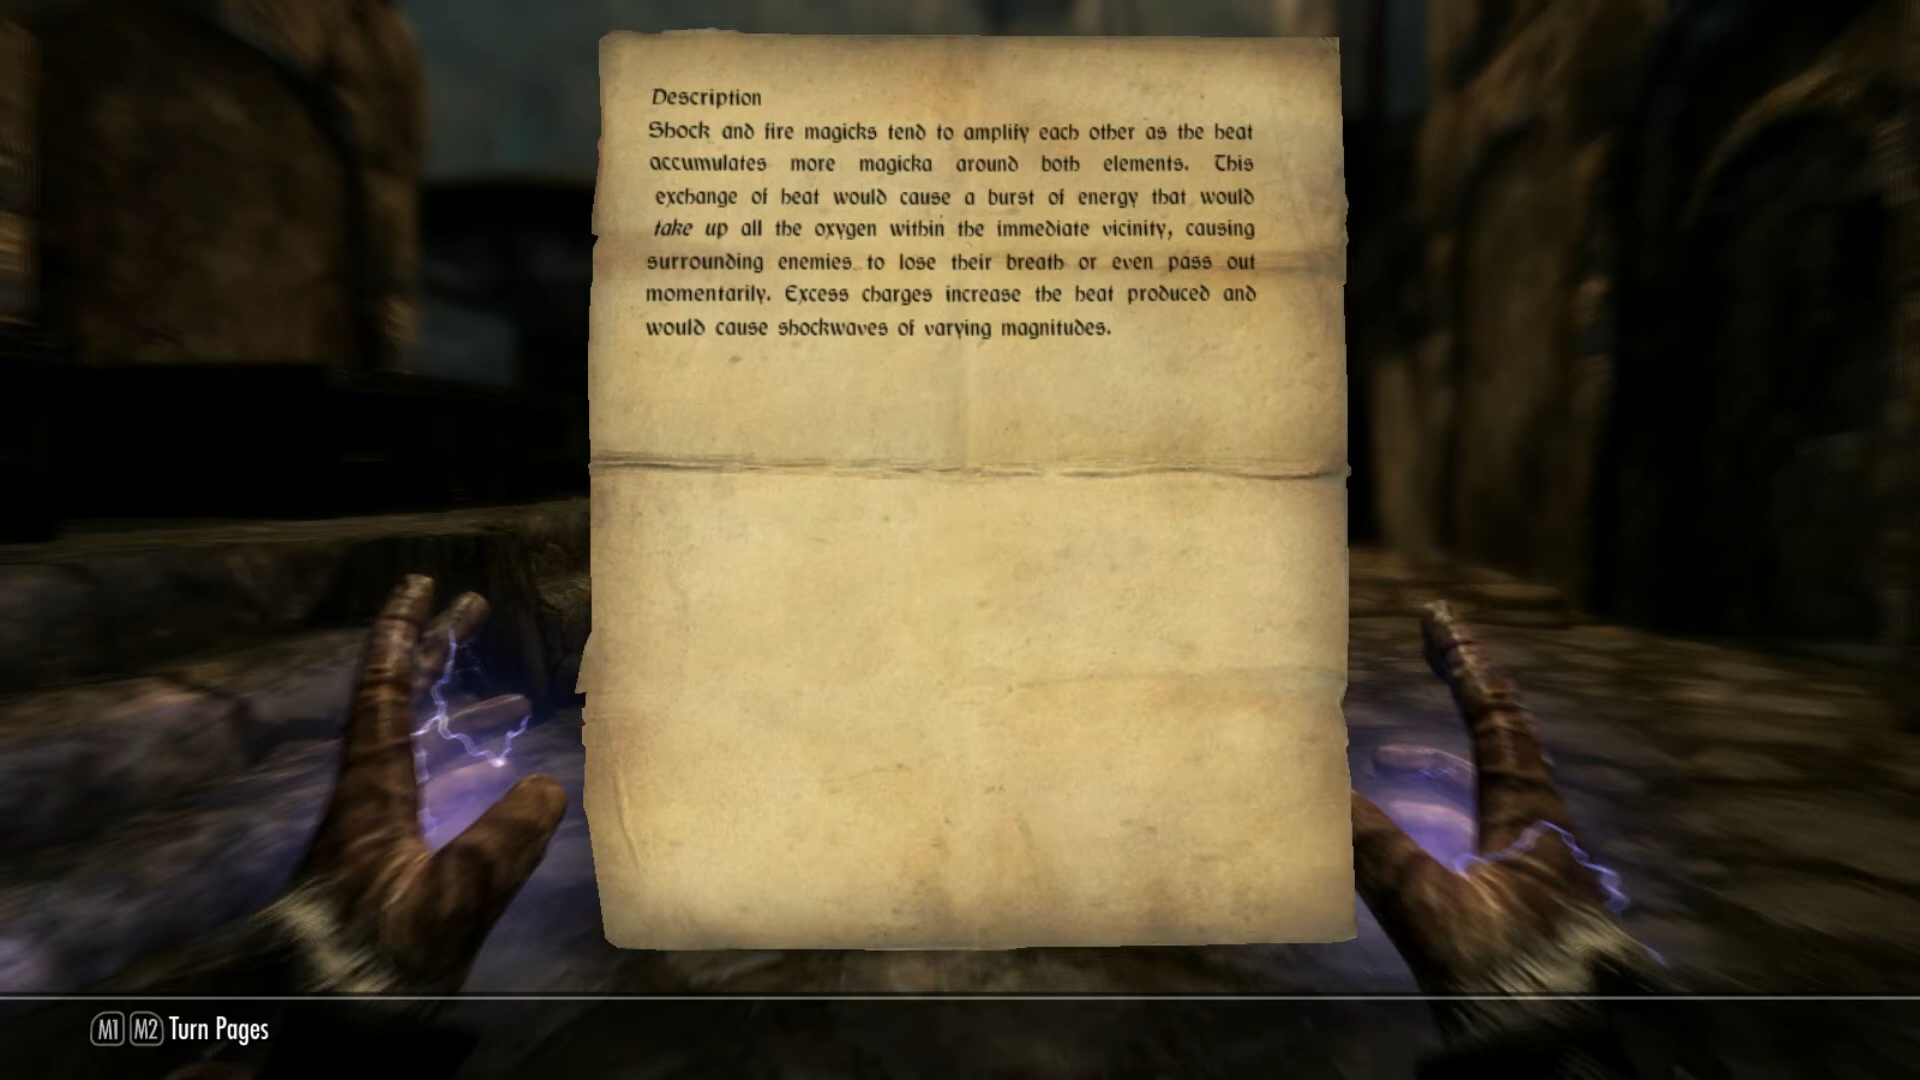 Description
Shock and fire magicks tend to amplify each other as the heat
accumulates more magicka around both elements. This
exchange of heat would cause a burst of energy that would
take up all the oxygen within the immediate vicinity, causing
surrounding enemies to lose their breath or even pass out
momentarily. Excess charges increase the heat produced and
would cause shockwaves of varying magnitudes.
M1 M2 Turn Pages